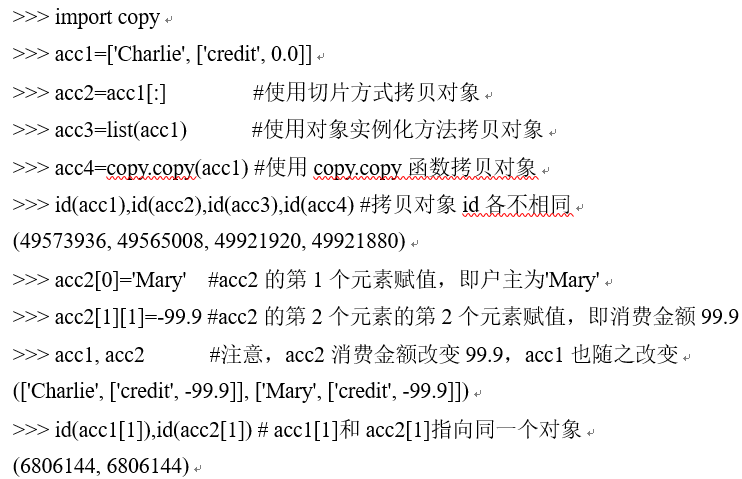 >>> import copy
>>> acc1=['Charlie', ['credit', 0.0]]
>>> acc2=acc1[:] #使用切片方式拷贝对象
>>> acc3=list(acc1) #使用对象实例化方法拷贝对象
>>> acc4=copy.copy(acc1) #使用 copy.copy 函数拷贝对象
>>> id(acc1),id(acc2),id(acc3),id(acc4) #拷贝对象 id 各不相同
(49573936, 49565008, 49921920, 49921880)
>>> acc2[0]='Mary' #acc2 的第 1 个元素赋值，即户主为'Mary'
>>> acc2[1][1]=-99.9 #acc2 的第 2 个元素的第 2 个元素赋值，即消费金额 99.9
>>> acc1, acc2 #注意，acc2 消费金额改变 99.9，acc1 也随之改变
(['Charlie', ['credit', -99.9]], ['Mary', ['credit', -99.9]])
>>> id(acc1[1]),id(acc2[1]) # acc1[1]和 acc2[1]指向同一个对象
(6806144, 6806144)